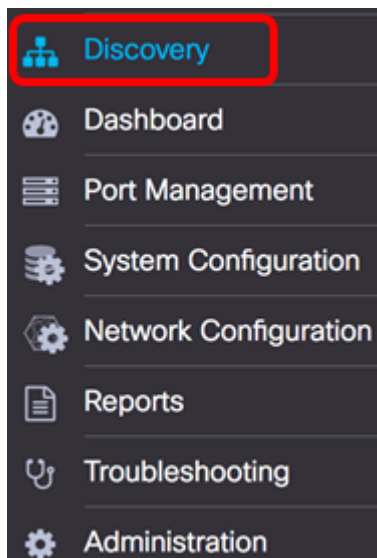 Discovery
Dashboard
Port Management
System Configuration
Network Configuration
Reports
Troubleshooting
Administration